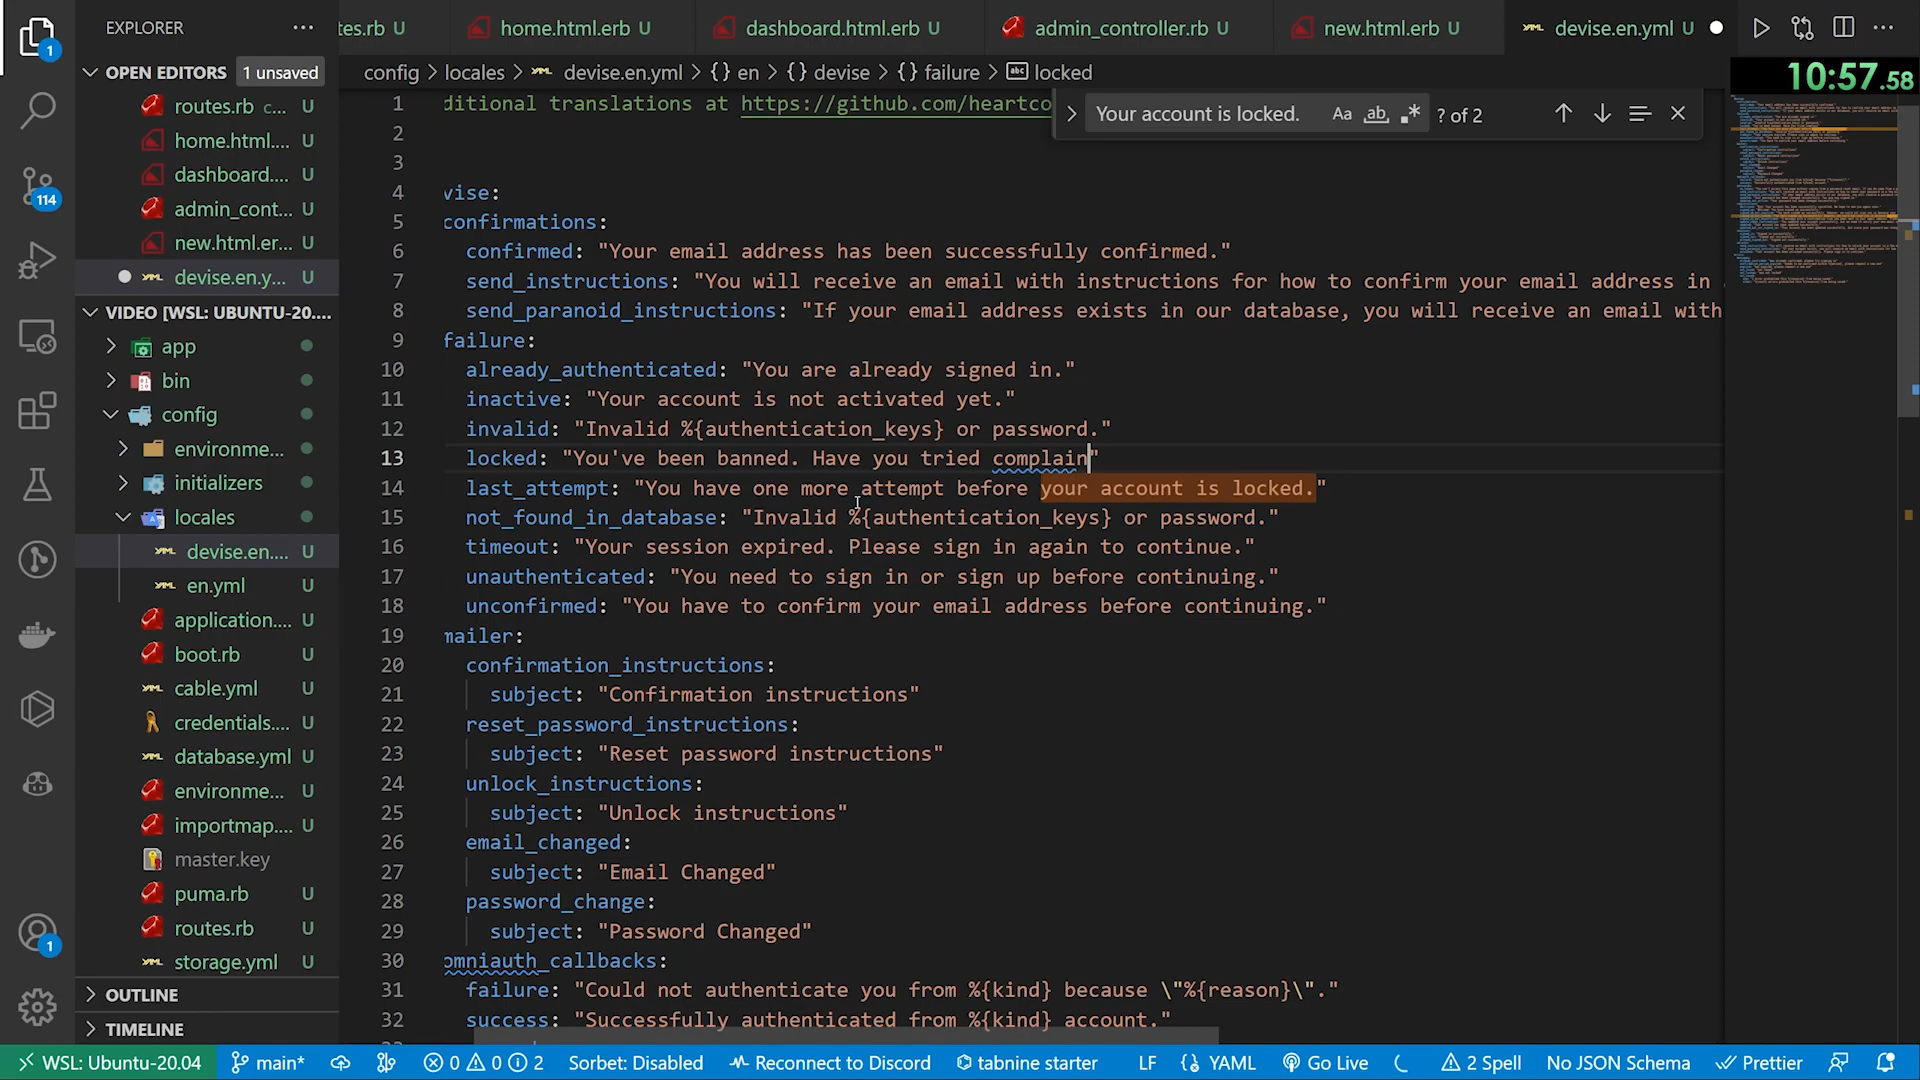 EXPLORER
OPEN EDITORS
1 unsaved
routes.rb c... U
home.html.... U
dashboard.... U
admin_cont... U
new.html.er... U
devise.en.y... U
VIDEO [WSL: UBUNTU-20....
app
bin
config
environme...
initializers
locales
devise.en.... U
en.yml U
application.... U
boot.rb U
cable.yml U
credentials.... U
database.yml U
environme... U
importmap.... U
master.key
puma.rb U
routes.rb U
storage.yml U
OUTLINE
TIMELINE
1
114
1
tes.rb U
home.html.erb U
dashboard.html.erb U
admin_controller.rb U
new.html.erb U
devise.en.yml U
config > locales > devise.en.yml > {} en > {} devise > {} failure > abc locked
10:57.58
Your account is locked.
Aa ab .* ? of 2
1 ditional translations at https://github.com/heartco
2
3
4 vise:
5 confirmations:
6 confirmed: "Your email address has been successfully confirmed."
7 send_instructions: "You will receive an email with instructions for how to confirm your email address in
8 send_paranoid_instructions: "If your email address exists in our database, you will receive an email with
9 failure:
10 already_authenticated: "You are already signed in."
11 inactive: "Your account is not activated yet."
12 invalid: "Invalid %{authentication_keys} or password."
13 locked: "You've been banned. Have you tried complain"
14 last_attempt: "You have one more attempt before your account is locked."
15 not_found_in_database: "Invalid %{authentication_keys} or password."
16 timeout: "Your session expired. Please sign in again to continue."
17 unauthenticated: "You need to sign in or sign up before continuing."
18 unconfirmed: "You have to confirm your email address before continuing."
19 mailer:
20 confirmation_instructions:
21 subject: "Confirmation instructions"
22 reset_password_instructions:
23 subject: "Reset password instructions"
24 unlock_instructions:
25 subject: "Unlock instructions"
26 email_changed:
27 subject: "Email Changed"
28 password_change:
29 subject: "Password Changed"
30 omniauth_callbacks:
31 failure: "Could not authenticate you from %{kind} because \"%{reason}\"."
32 success: "Successfully authenticated from %{kind} account."
WSL: Ubuntu-20.04
main*
0 0 2
Sorbet: Disabled
Reconnect to Discord
tabnine starter
LF
YAML
Go Live
2 Spell
No JSON Schema
Prettier